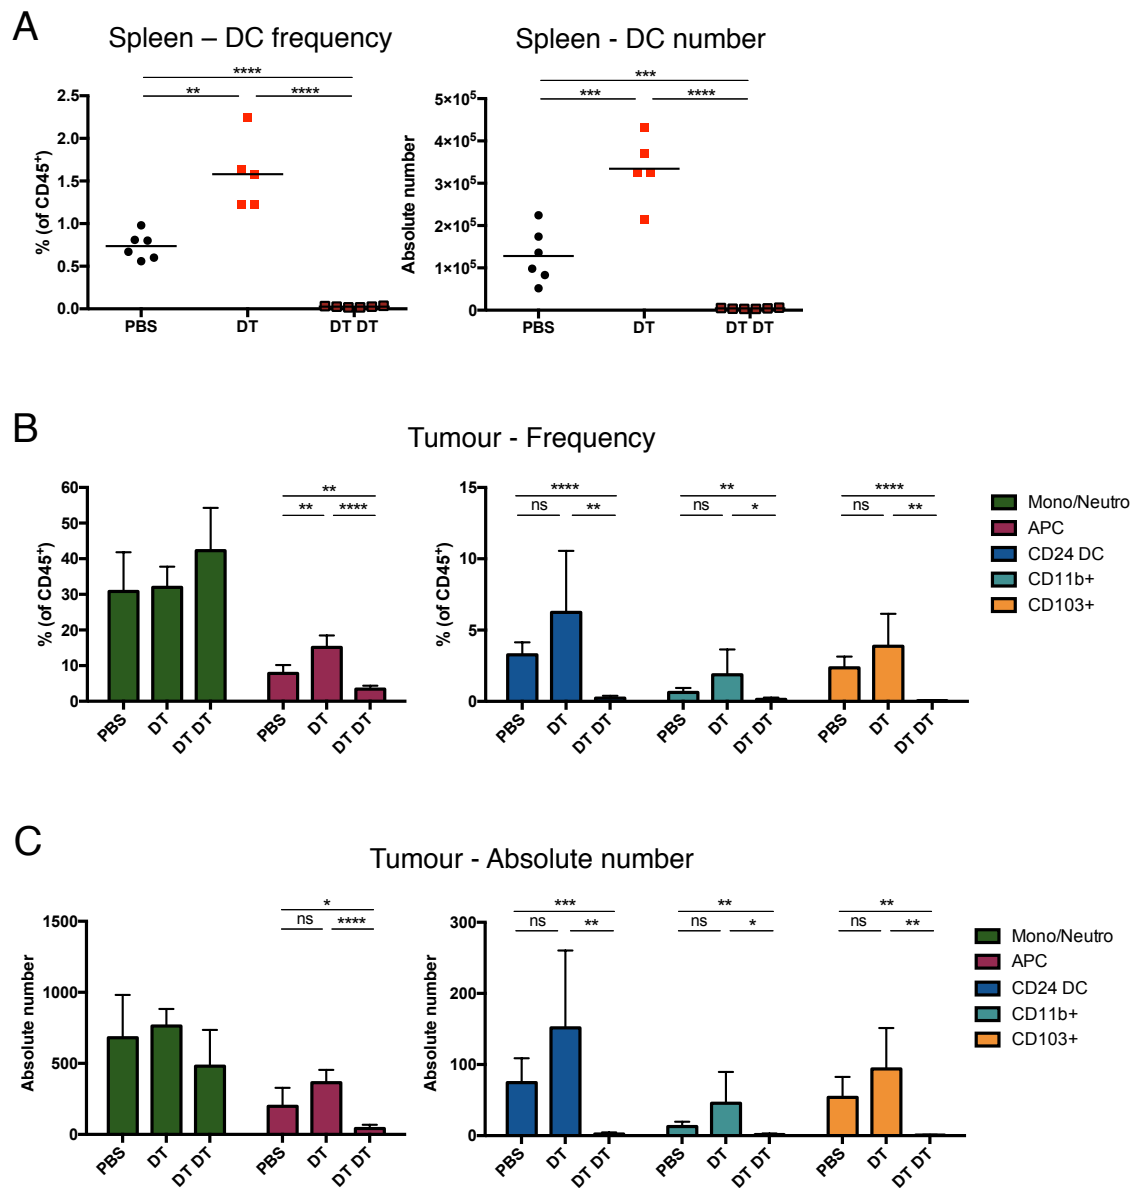 A
Spleen – DC frequency
Spleen - DC number
****
**
****
***
***
****
% (of CD45⁺)
2.5
2.0
1.5
1.0
0.5
0.0
PBS
DT
DT DT
Absolute number
5×10⁵
4×10⁵
3×10⁵
2×10⁵
1×10⁵
0
PBS
DT
DT DT
B
Tumour - Frequency
% (of CD45⁺)
60
50
40
30
20
10
0
**
**
****
PBS
DT
DT DT
PBS
DT
DT DT
% (of CD45⁺)
15
10
5
0
****
ns
**
**
ns
*
****
ns
**
PBS
DT
DT DT
PBS
DT
DT DT
PBS
DT
DT DT
Mono/Neutro
APC
CD24 DC
CD11b+
CD103+
C
Tumour - Absolute number
Absolute number
1500
1000
500
0
*
ns
****
PBS
DT
DT DT
PBS
DT
DT DT
Absolute number
300
200
100
0
***
ns
**
**
ns
*
**
ns
**
PBS
DT
DT DT
PBS
DT
DT DT
PBS
DT
DT DT
Mono/Neutro
APC
CD24 DC
CD11b+
CD103+